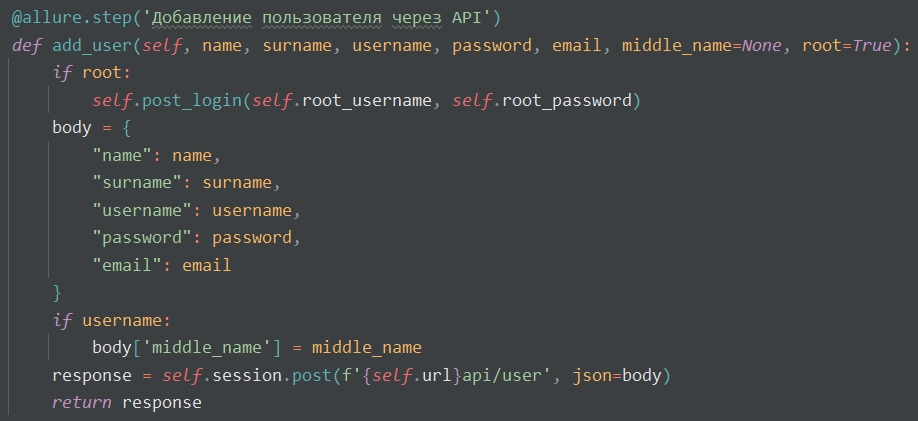 @allure.step('Добавление пользователя через API')
def add_user(self, name, surname, username, password, email, middle_name=None, root=True):
    if root:
        self.post_login(self.root_username, self.root_password)
    body = {
        "name": name,
        "surname": surname,
        "username": username,
        "password": password,
        "email": email
    }
    if username:
        body['middle_name'] = middle_name
    response = self.session.post(f'{self.url}api/user', json=body)
    return response